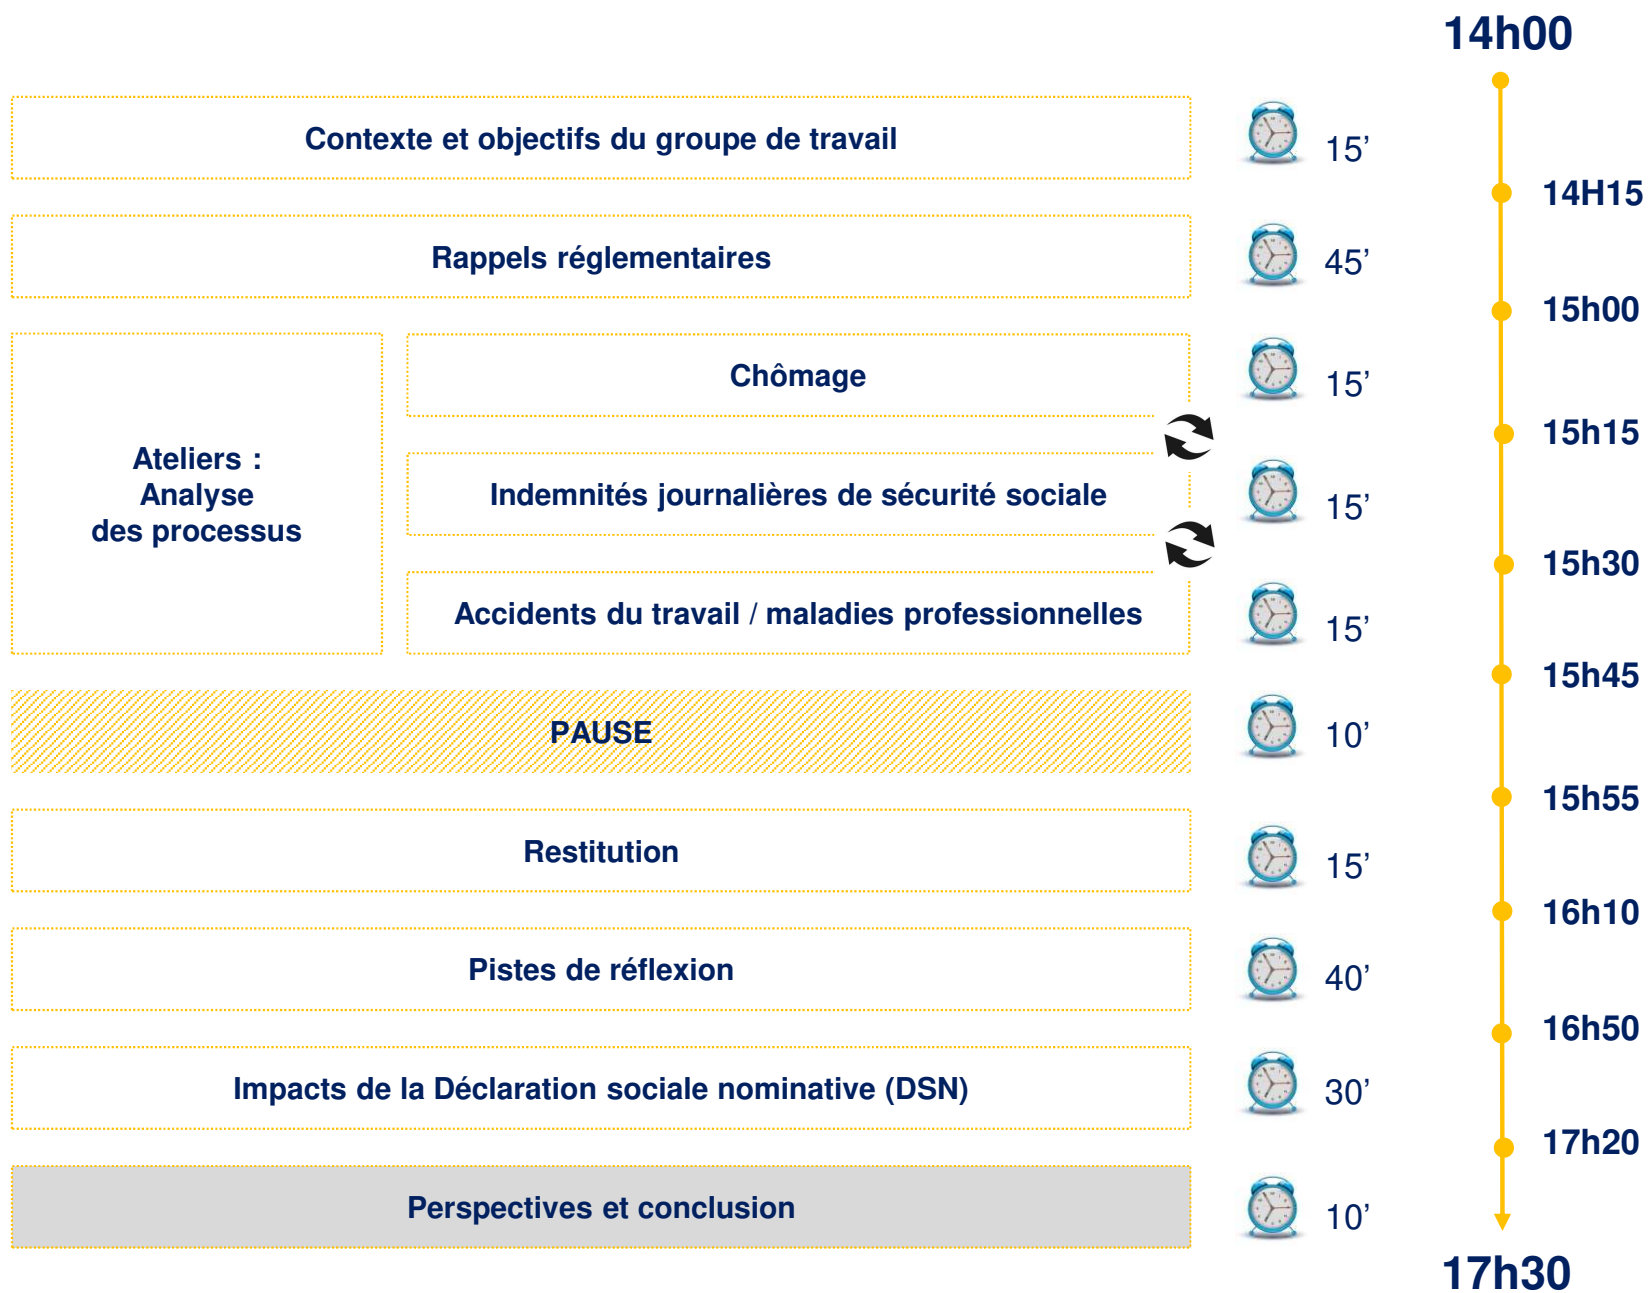 14h00
Contexte et objectifs du groupe de travail
15’
14H15
Rappels réglementaires
45’
15h00
Ateliers :
Analyse
des processus
Chômage
15’
15h15
Indemnités journalières de sécurité sociale
15’
15h30
Accidents du travail / maladies professionnelles
15’
15h45
PAUSE
10’
15h55
Restitution
15’
16h10
Pistes de réflexion
40’
16h50
Impacts de la Déclaration sociale nominative (DSN)
30’
17h20
Perspectives et conclusion
10’
17h30